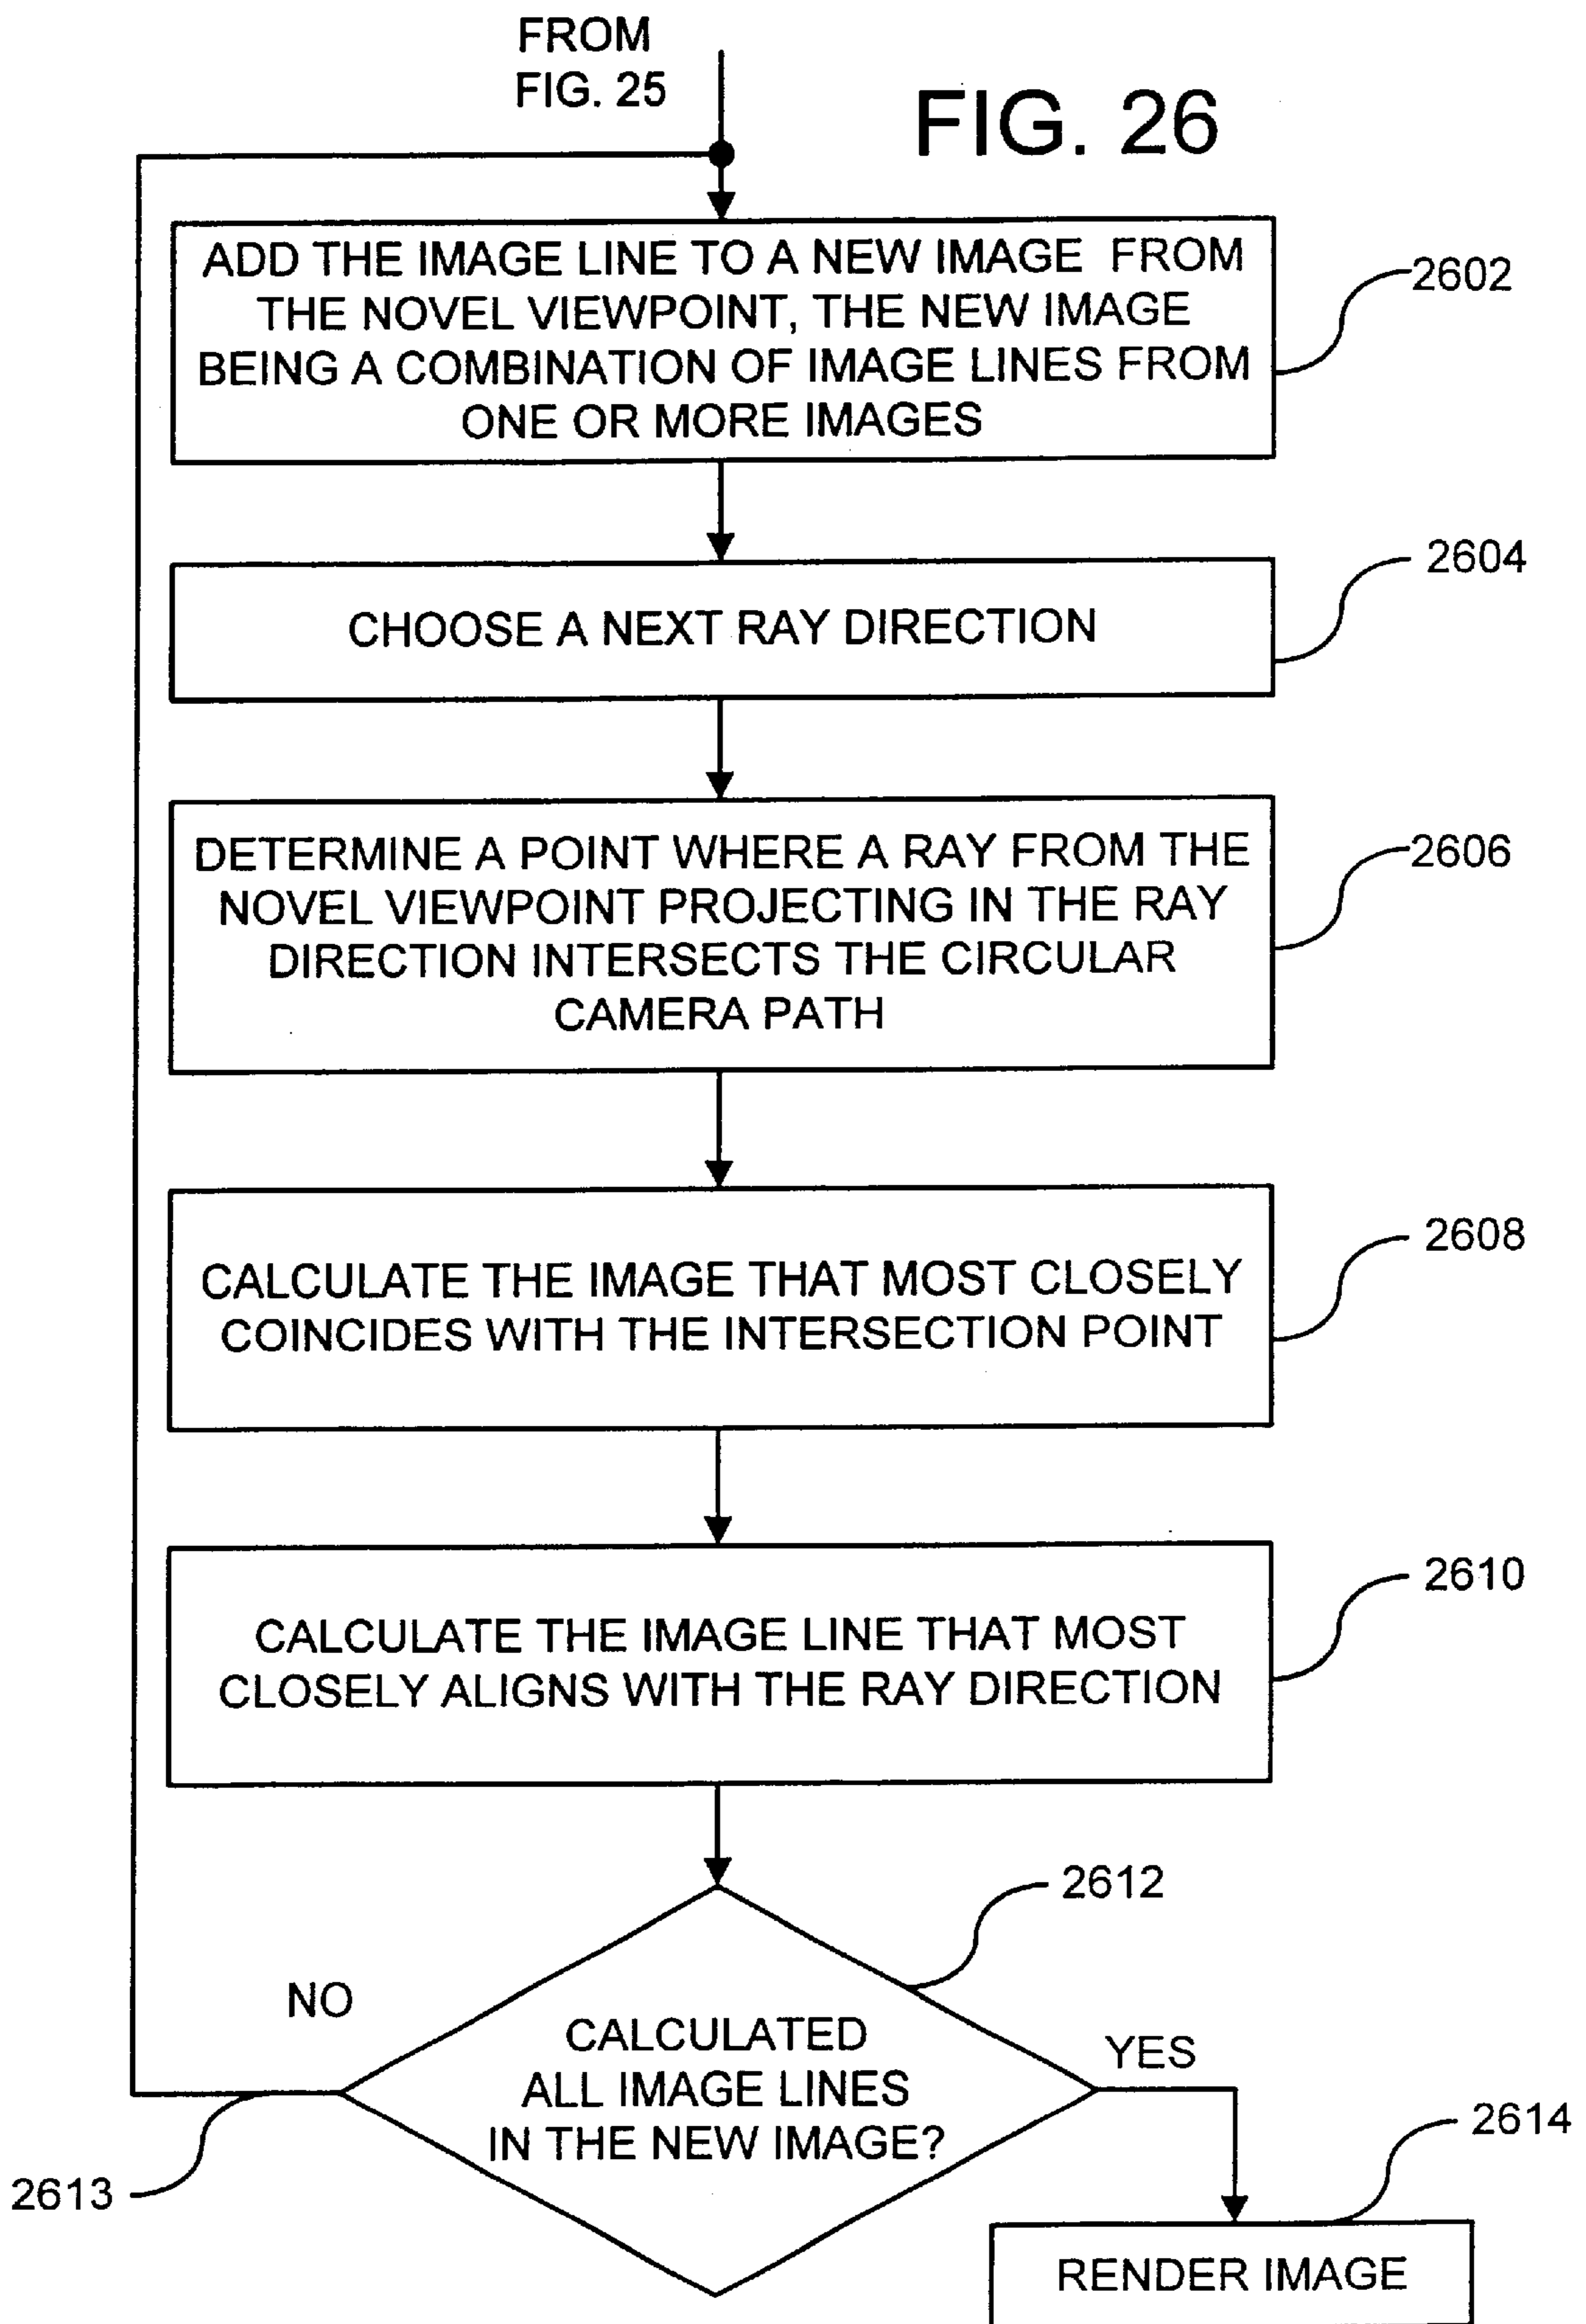 FROM
FIG. 25
FIG. 26
ADD THE IMAGE LINE TO A NEW IMAGE FROM
THE NOVEL VIEWPOINT, THE NEW IMAGE
BEING A COMBINATION OF IMAGE LINES FROM
ONE OR MORE IMAGES
2602
CHOOSE A NEXT RAY DIRECTION
2604
DETERMINE A POINT WHERE A RAY FROM THE
NOVEL VIEWPOINT PROJECTING IN THE RAY
DIRECTION INTERSECTS THE CIRCULAR
CAMERA PATH
2606
CALCULATE THE IMAGE THAT MOST CLOSELY
COINCIDES WITH THE INTERSECTION POINT
2608
CALCULATE THE IMAGE LINE THAT MOST
CLOSELY ALIGNS WITH THE RAY DIRECTION
2610
2612
NO
CALCULATED
ALL IMAGE LINES
IN THE NEW IMAGE?
YES
2613
2614
RENDER IMAGE